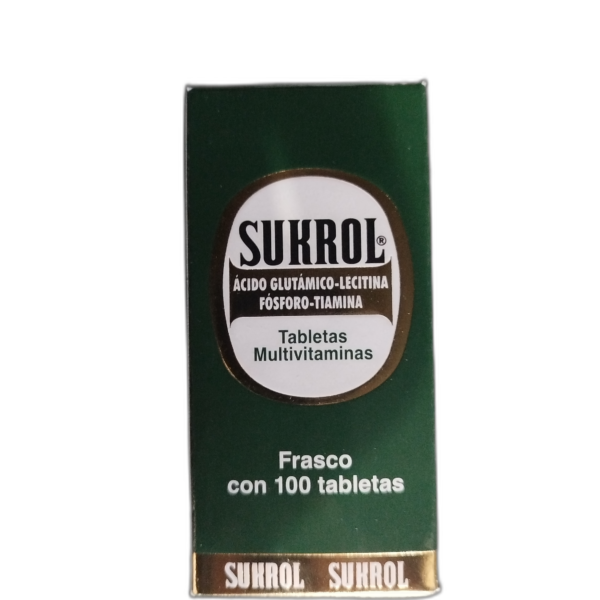 SUKROL®
ÁCIDO GLUTÁMICO-LECITINA
FÓSFORO-TIAMINA
Tabletas
Multivitaminas
Frasco
con 100 tabletas
SUKROL SUKROL